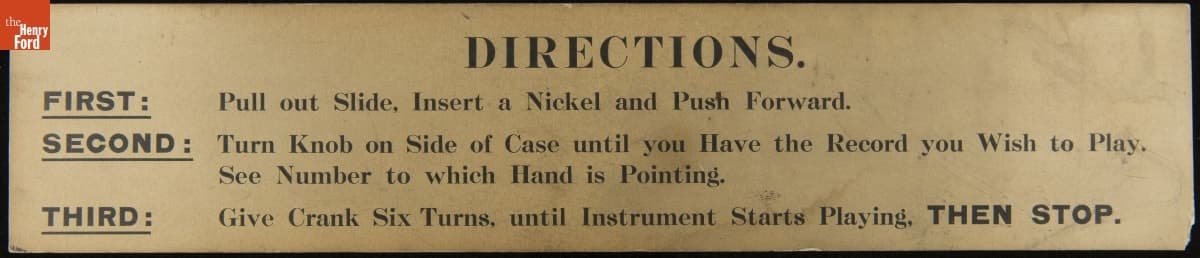 the
Henry
Ford
DIRECTIONS.
FIRST: Pull out Slide, Insert a Nickel and Push Forward.
SECOND: Turn Knob on Side of Case until you Have the Record you Wish to Play.
See Number to which Hand is Pointing.
THIRD: Give Crank Six Turns, until Instrument Starts Playing, THEN STOP.